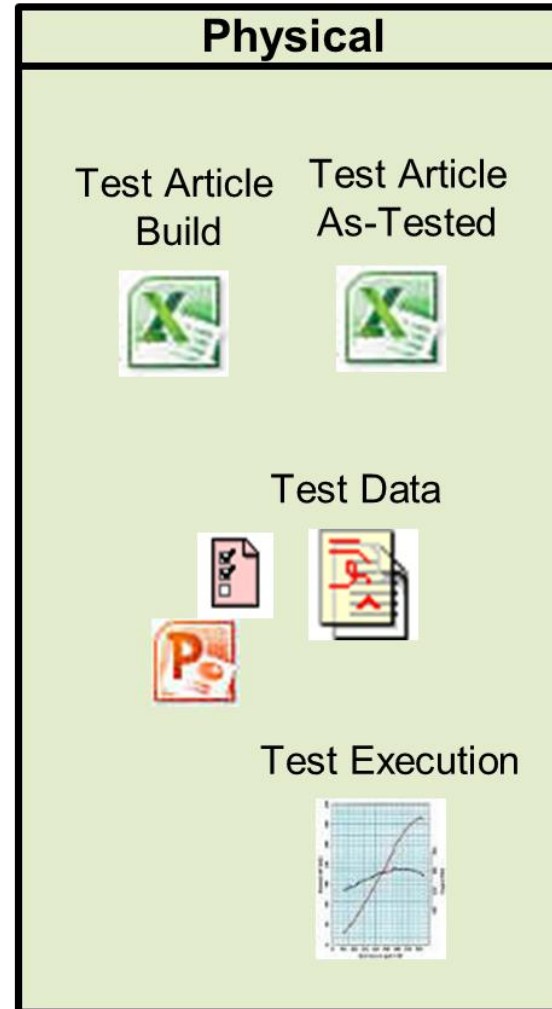 Physical
Test Article
Build
Test Article
As-Tested
Test Data
Test Execution